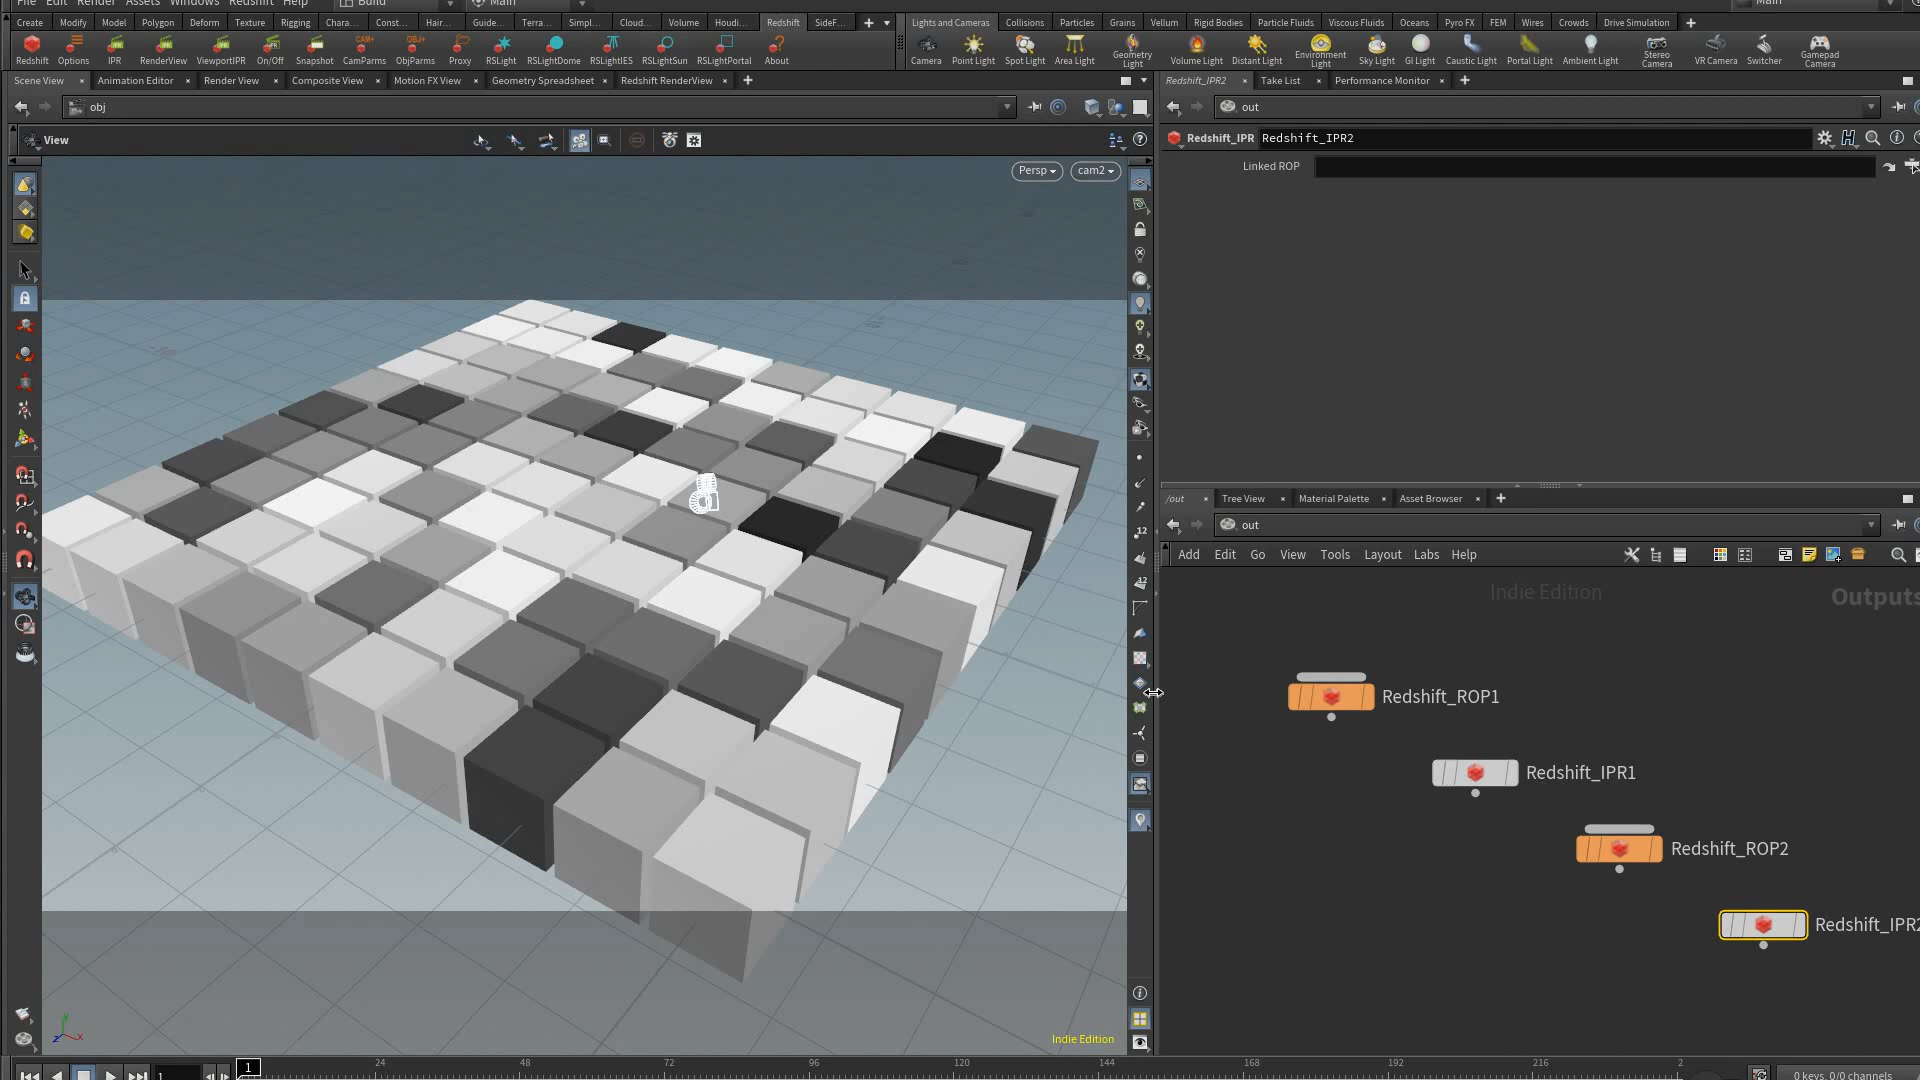 File Edit Render Assets Windows Redshift Help Build Main Main
Create Modify Model Polygon Deform Texture Rigging Chara... Const... Hair... Guide... Terra... Simpl... Cloud... Volume Houdi... Redshift SideF...
Lights and Cameras Collisions Particles Grains Vellum Rigid Bodies Particle Fluids Viscous Fluids Oceans Pyro FX FEM Wires Crowds Drive Simulation
Redshift Options IPR RenderView ViewportIPR On/Off Snapshot CamParms ObjParms Proxy RSLight RSLightDome RSLightIES RSLightSun RSLightPortal About
Camera Point Light Spot Light Area Light Geometry Light Volume Light Distant Light Environment Light Sky Light GI Light Caustic Light Portal Light Ambient Light Stereo Camera VR Camera Switcher Gamepad Camera
Scene View Animation Editor Render View Composite View Motion FX View Geometry Spreadsheet Redshift RenderView
Redshift_IPR2 Take List Performance Monitor
obj
out
View
Redshift_IPR Redshift_IPR2
Linked ROP
Persp cam2
/out Tree View Material Palette Asset Browser
out
Add Edit Go View Tools Layout Labs Help
Indie Edition
Outputs
Redshift_ROP1
Redshift_IPR1
Redshift_ROP2
Redshift_IPR2
12
12
y
z x
Indie Edition
1
1
24 48 72 96 120 144 168 192 216 2
0 keys, 0/0 channels